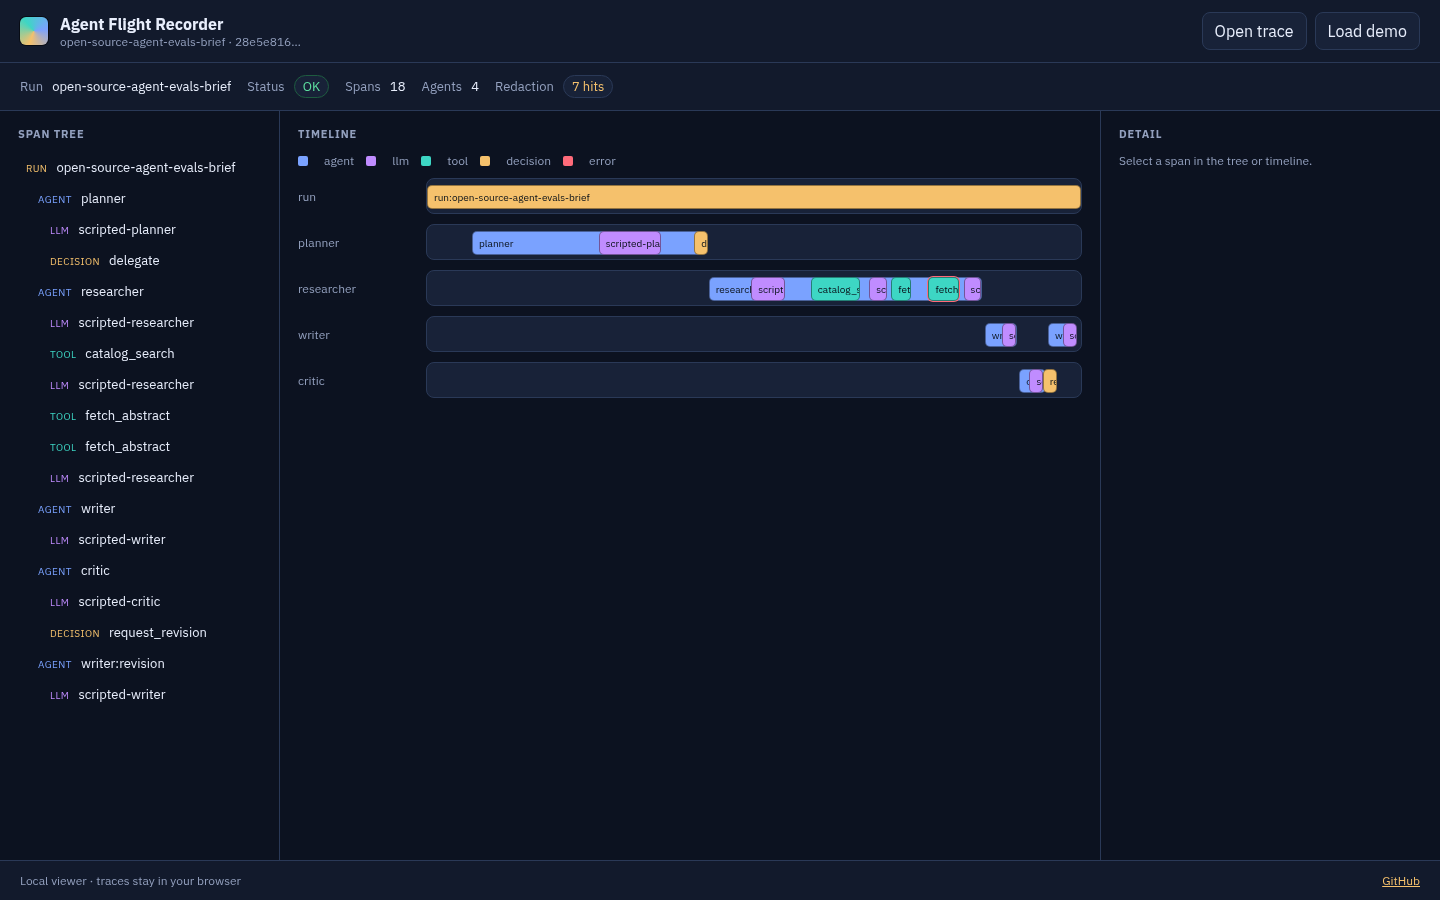 Agent Flight Recorder
open-source-agent-evals-brief · 28e5e816...
Open trace
Load demo
Run open-source-agent-evals-brief Status OK Spans 18 Agents 4 Redaction 7 hits
SPAN TREE
RUN open-source-agent-evals-brief
AGENT planner
LLM scripted-planner
DECISION delegate
AGENT researcher
LLM scripted-researcher
TOOL catalog_search
LLM scripted-researcher
TOOL fetch_abstract
TOOL fetch_abstract
LLM scripted-researcher
AGENT writer
LLM scripted-writer
AGENT critic
LLM scripted-critic
DECISION request_revision
AGENT writer:revision
LLM scripted-writer
TIMELINE
agent llm tool decision error
run run:open-source-agent-evals-brief
planner planner scripted-pla d
researcher researcl script catalog_s sc fet fetch sc
writer wr s w s
critic c s re
DETAIL
Select a span in the tree or timeline.
Local viewer · traces stay in your browser
GitHub